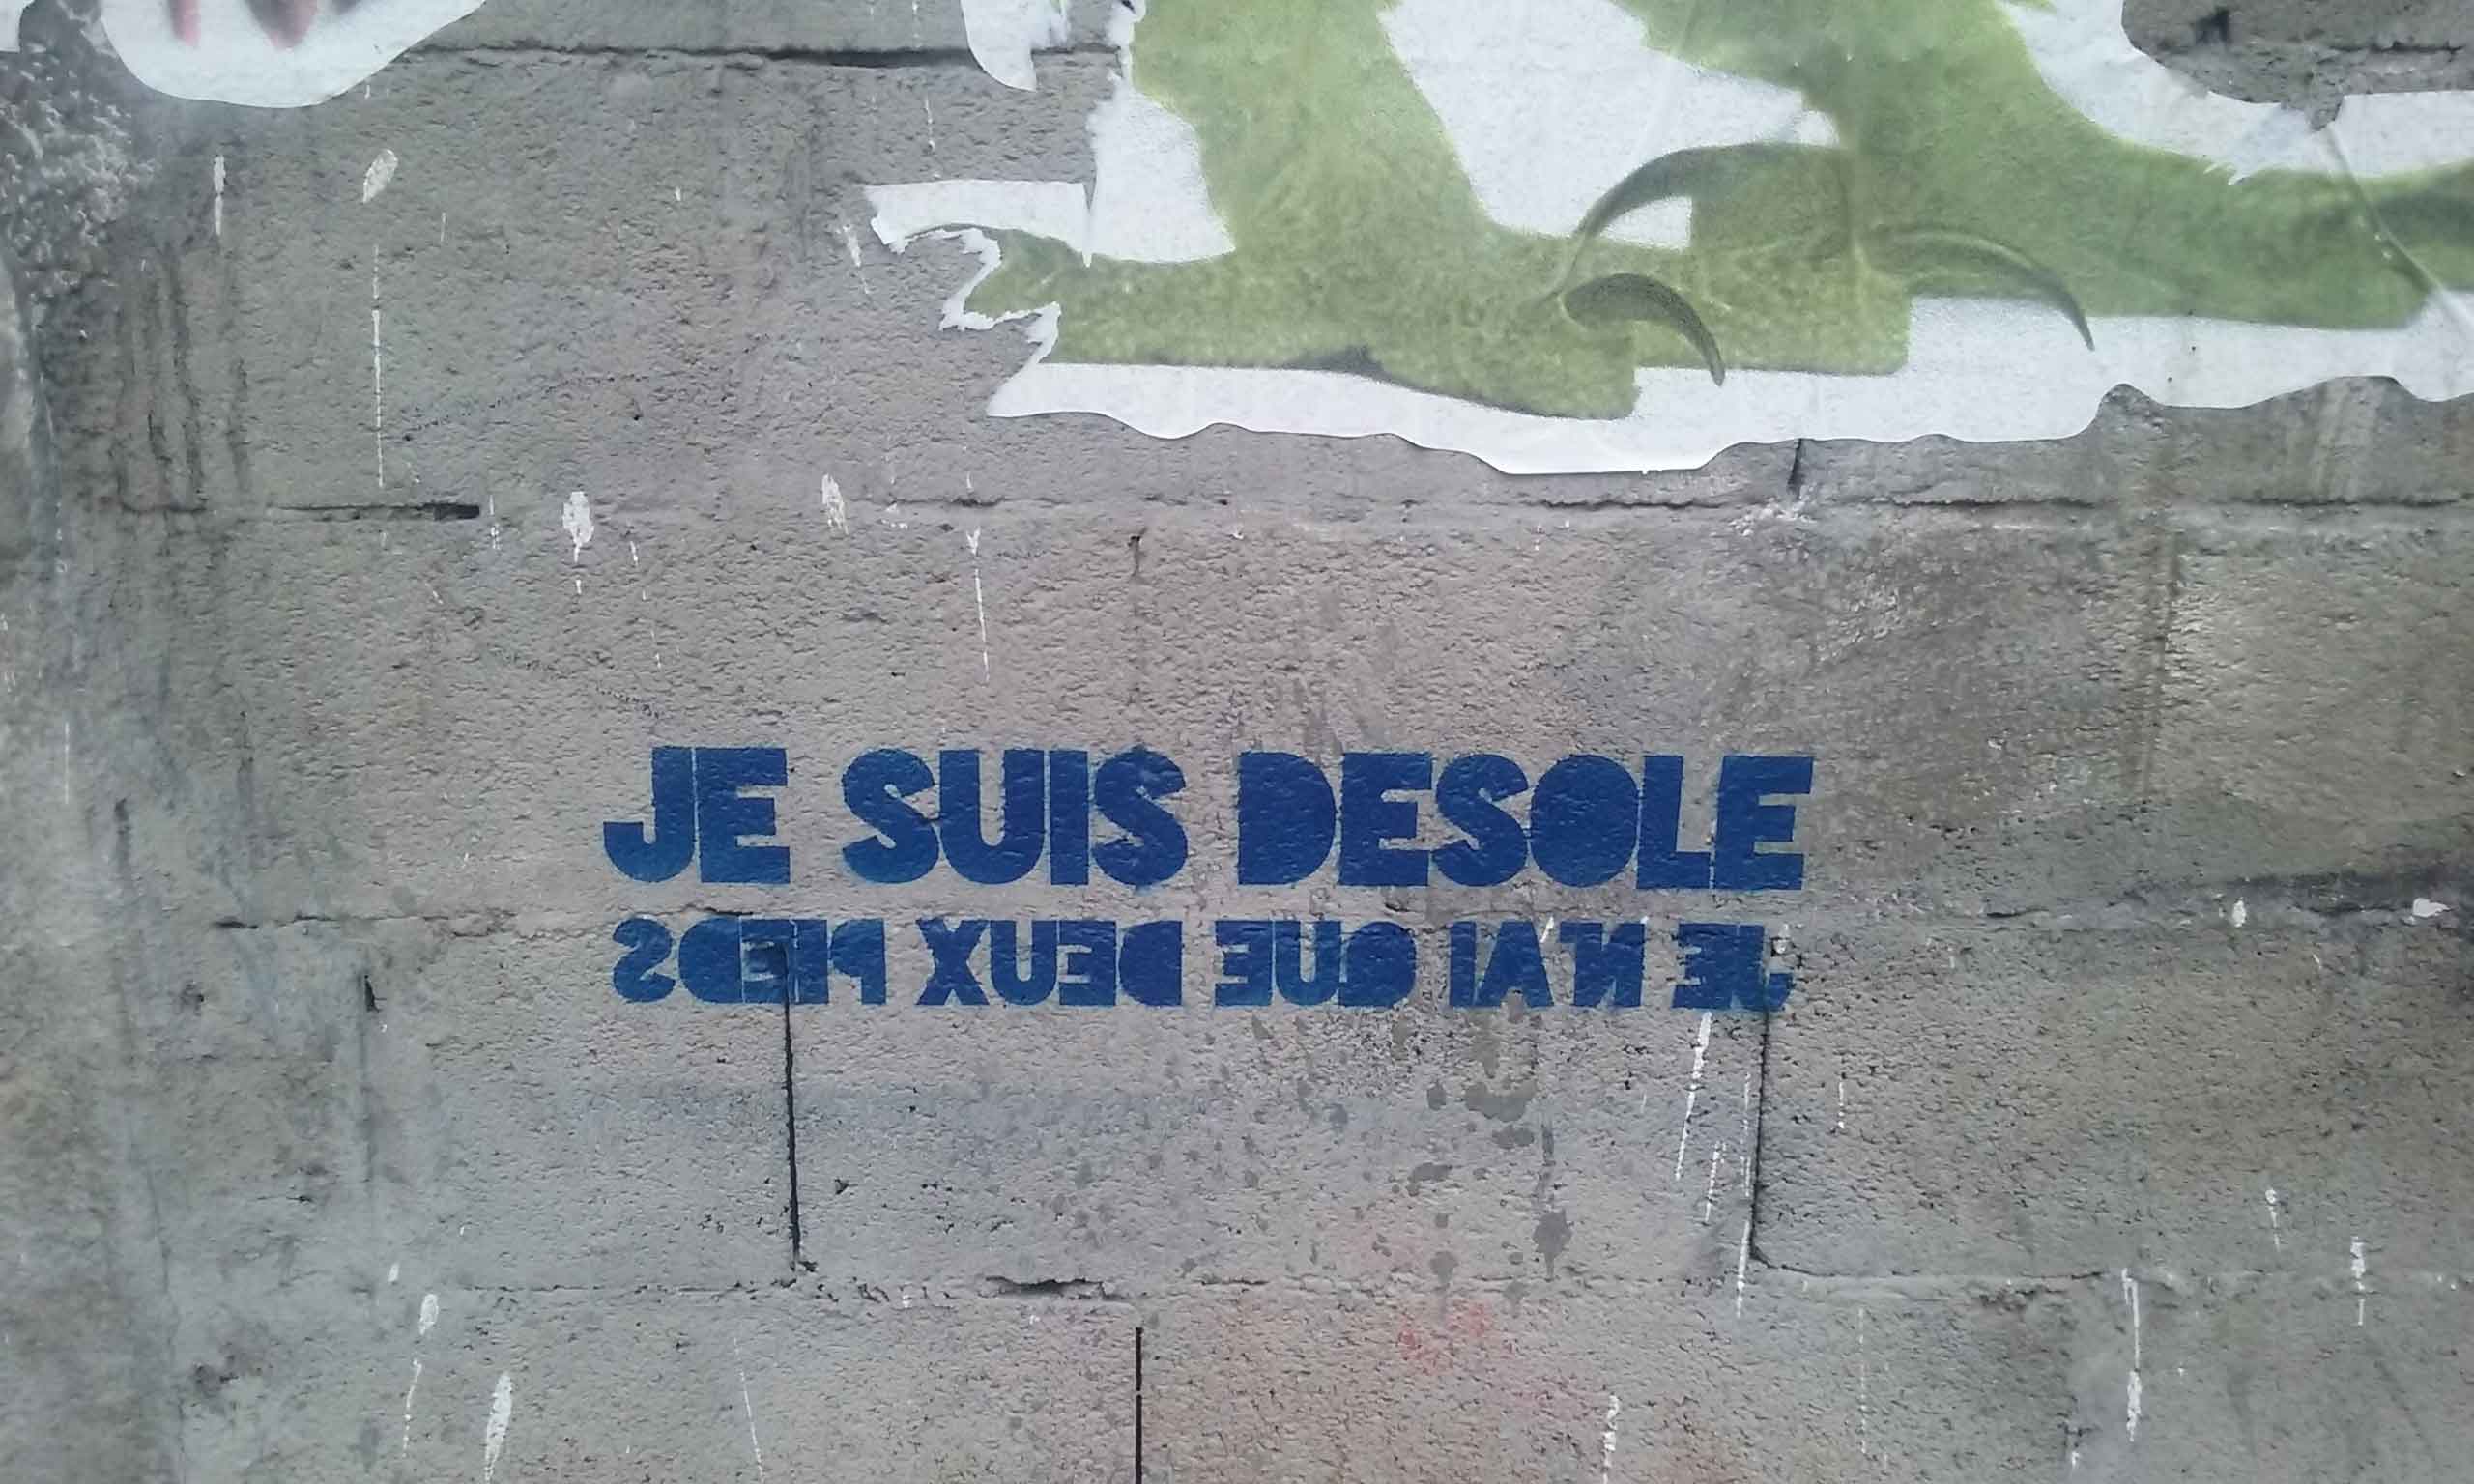 JE SUIS DESOLE
JE N'AI QUE DEUX PIEDS